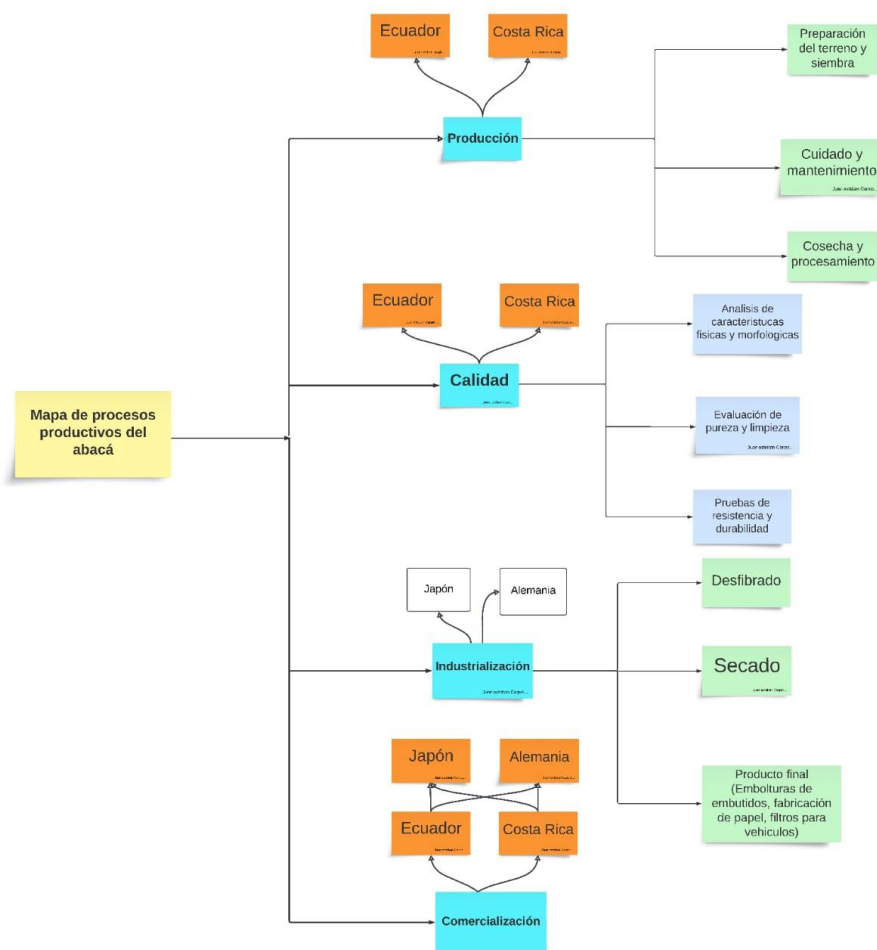 Ecuador
Costa Rica
Producción
Preparación
del terreno y
siembra
Cuidado y
mantenimiento
Cosecha y
procesamiento
Ecuador
Costa Rica
Calidad
Analisis de
caracteristucas
fisicas y morfologicas
Evaluación de
pureza y limpieza
Pruebas de
resistencia y
durabilidad
Mapa de procesos
productivos del
abacá
Japón
Alemania
Industrialización
Desfibrado
Secado
Producto final
(Embolturas de
embutidos, fabricación
de papel, filtros para
vehiculos)
Japón
Alemania
Ecuador
Costa Rica
Comercialización